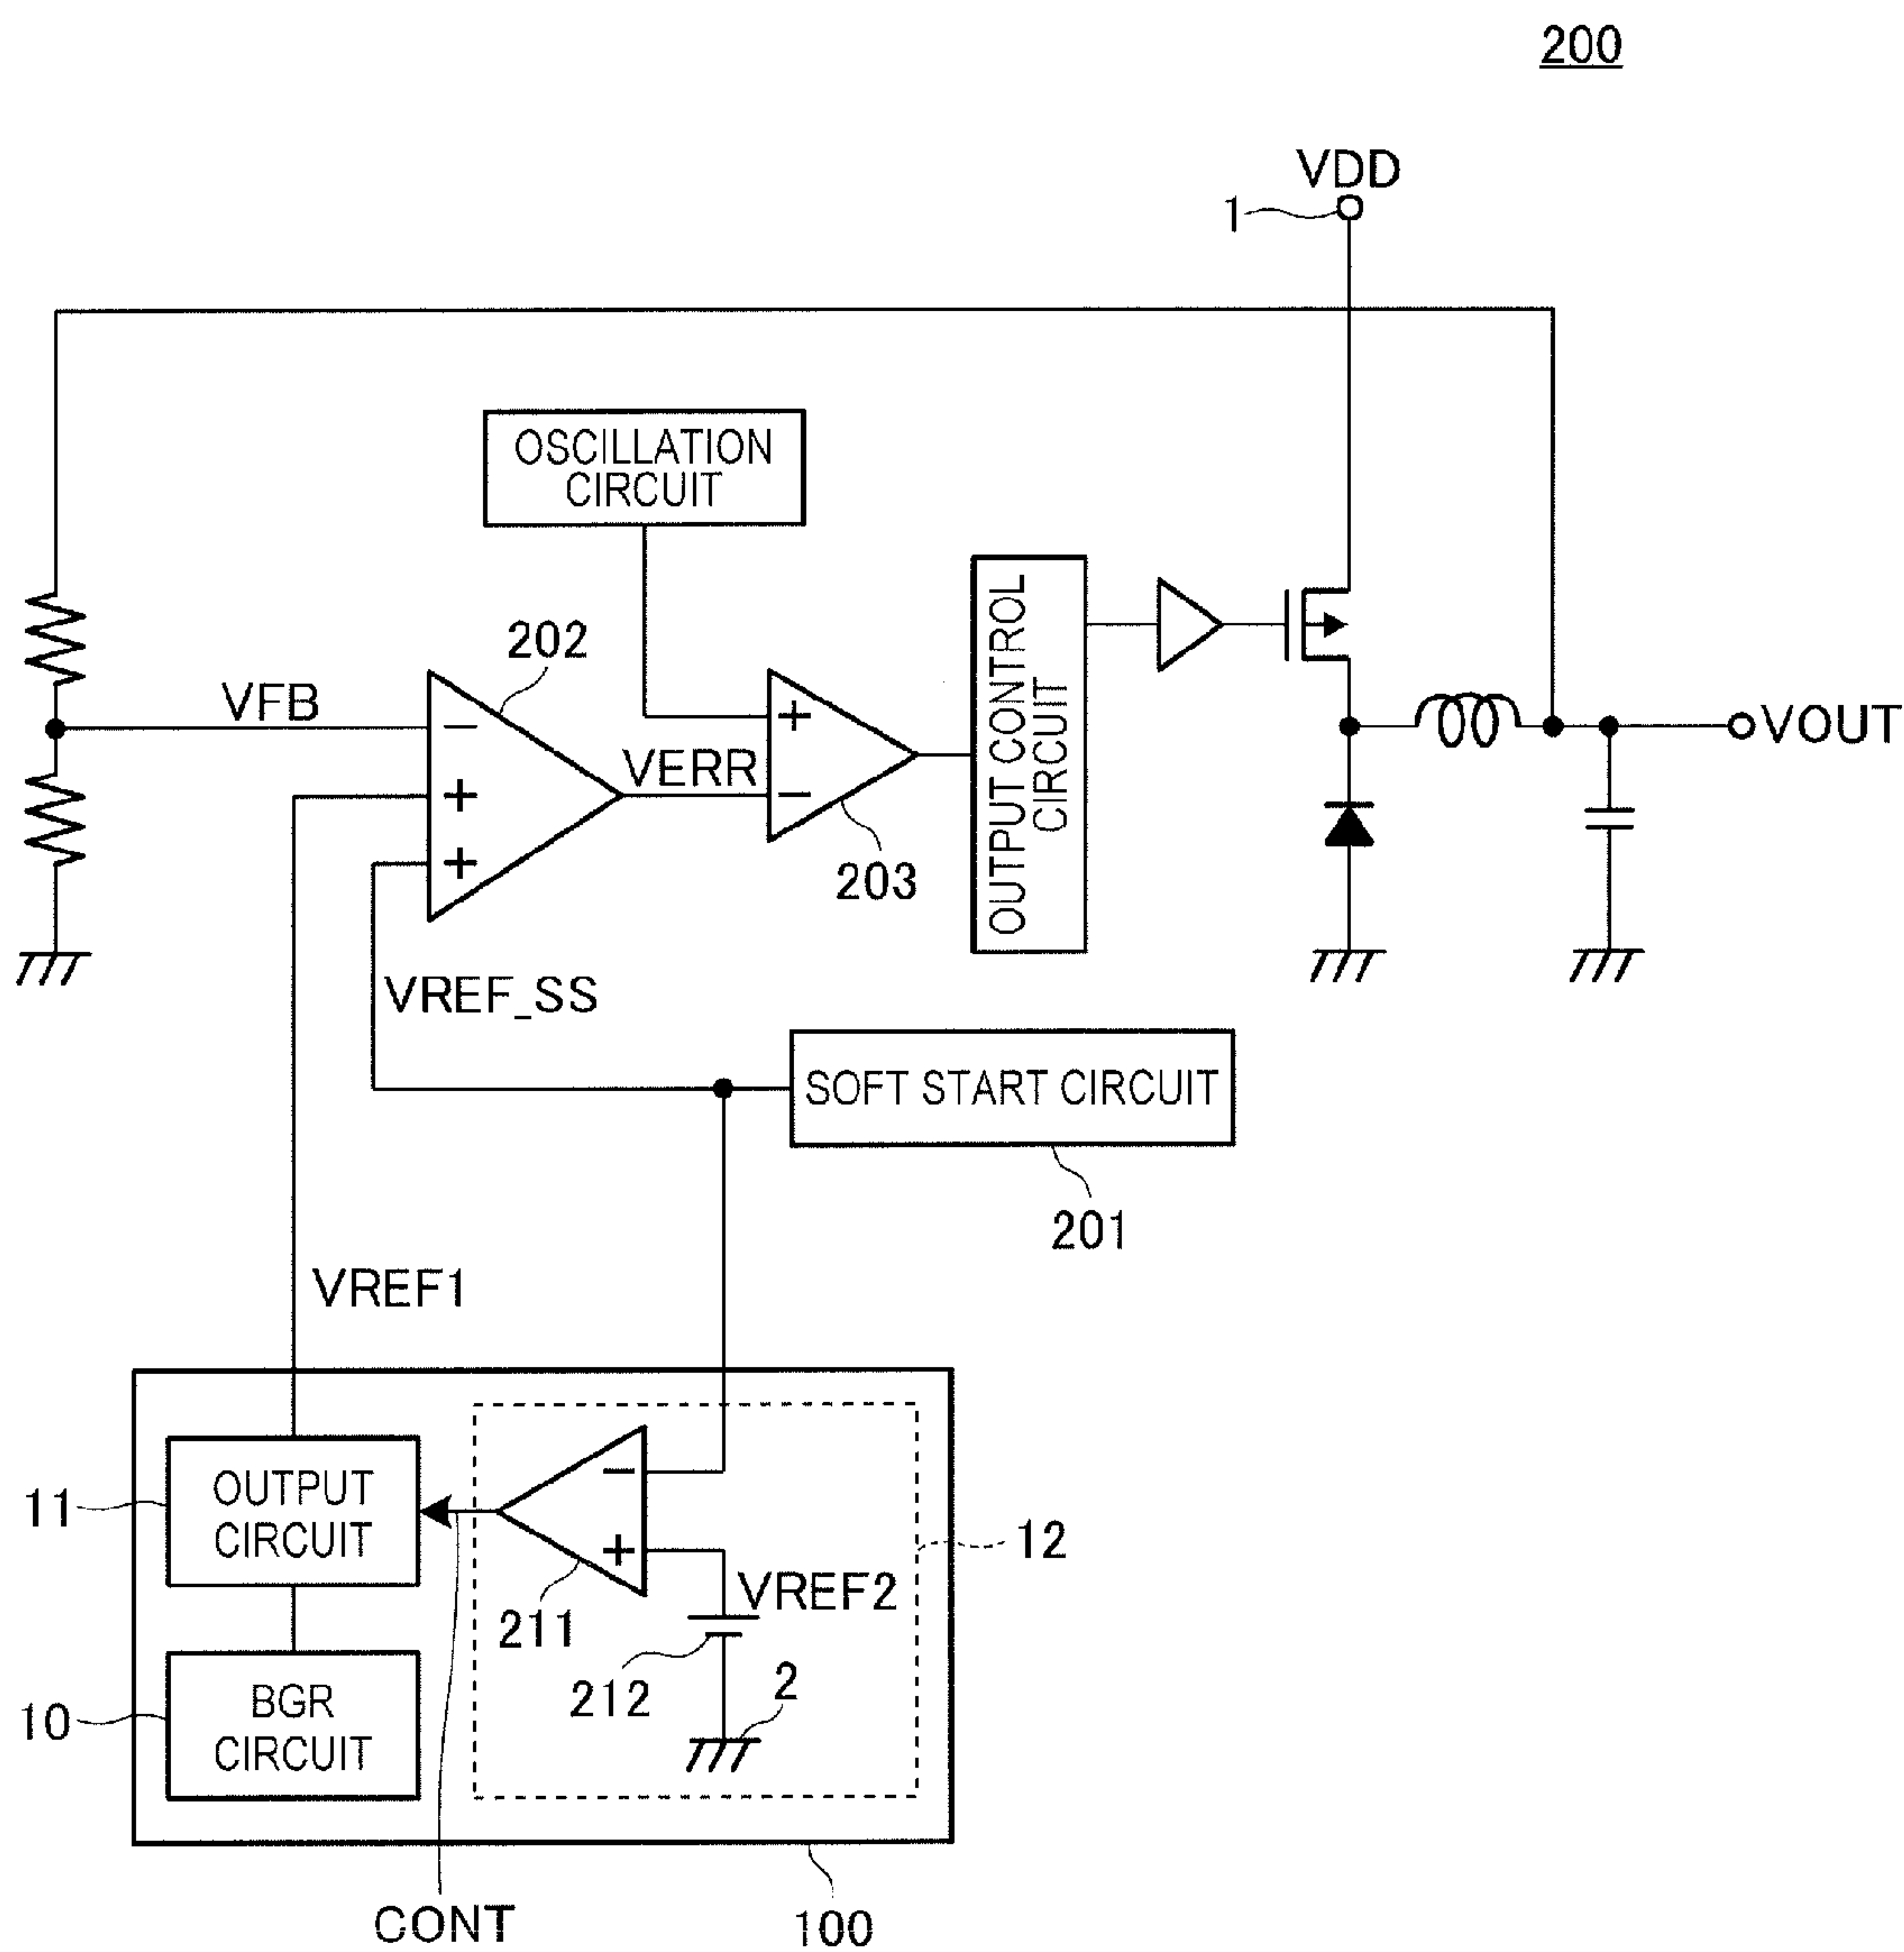 200
VDD
1
OSCILLATION
CIRCUIT
202
VFB
−
+
+
VERR
+
−
203
OUTPUT CONTROL
CIRCUIT
VOUT
VREF_SS
SOFT START CIRCUIT
201
VREF1
OUTPUT
CIRCUIT
11
−
+
12
211
VREF2
212
2
BGR
CIRCUIT
10
CONT
100